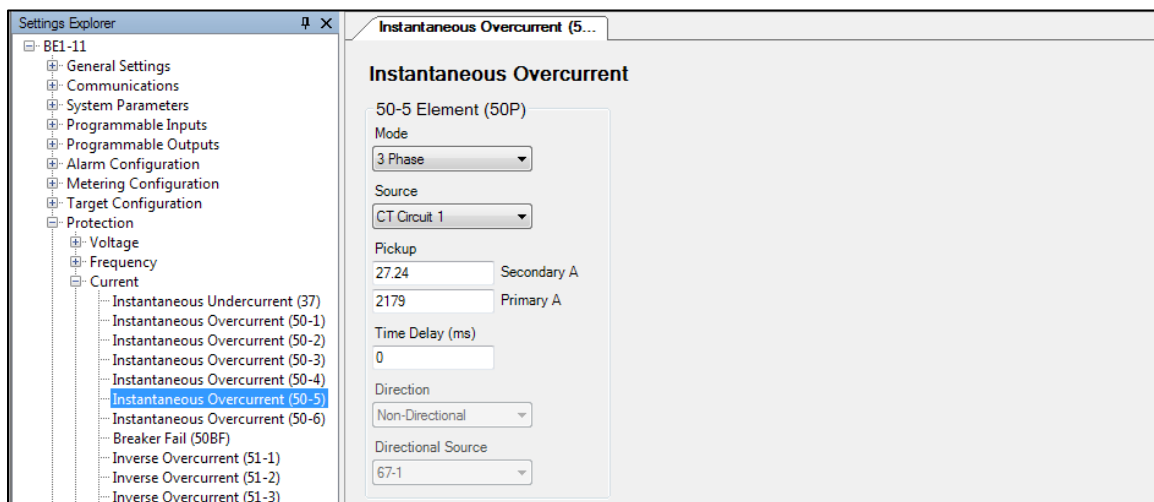 Settings Explorer
BE1-11
General Settings
Communications
System Parameters
Programmable Inputs
Programmable Outputs
Alarm Configuration
Metering Configuration
Target Configuration
Protection
Voltage
Frequency
Current
Instantaneous Undercurrent (37)
Instantaneous Overcurrent (50-1)
Instantaneous Overcurrent (50-2)
Instantaneous Overcurrent (50-3)
Instantaneous Overcurrent (50-4)
Instantaneous Overcurrent (50-5)
Instantaneous Overcurrent (50-6)
Breaker Fail (50BF)
Inverse Overcurrent (51-1)
Inverse Overcurrent (51-2)
Inverse Overcurrent (51-3)
Instantaneous Overcurrent (5...
Instantaneous Overcurrent
50-5 Element (50P)
Mode
3 Phase
Source
CT Circuit 1
Pickup
27.24 Secondary A
2179 Primary A
Time Delay (ms)
0
Direction
Non-Directional
Directional Source
67-1